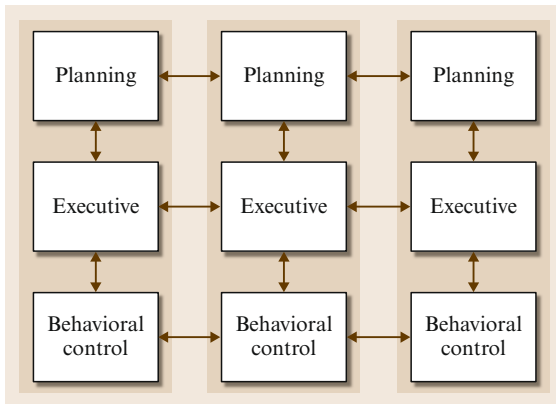 Planning
Planning
Planning
Executive
Executive
Executive
Behavioral
control
Behavioral
control
Behavioral
control